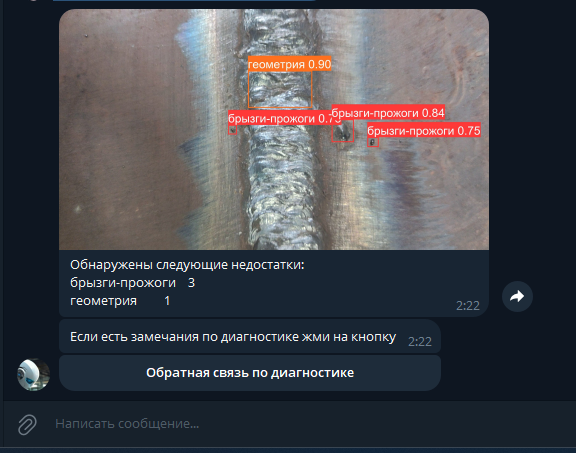 геометрия 0.90
брызги-прожоги 0.7
брызги-прожоги 0.84
брызги-прожоги 0.75
Обнаружены следующие недостатки:
брызги-прожоги 3
геометрия 1
2:22
Если есть замечания по диагностике жми на кнопку
2:22
Обратная связь по диагностике
Написать сообщение...